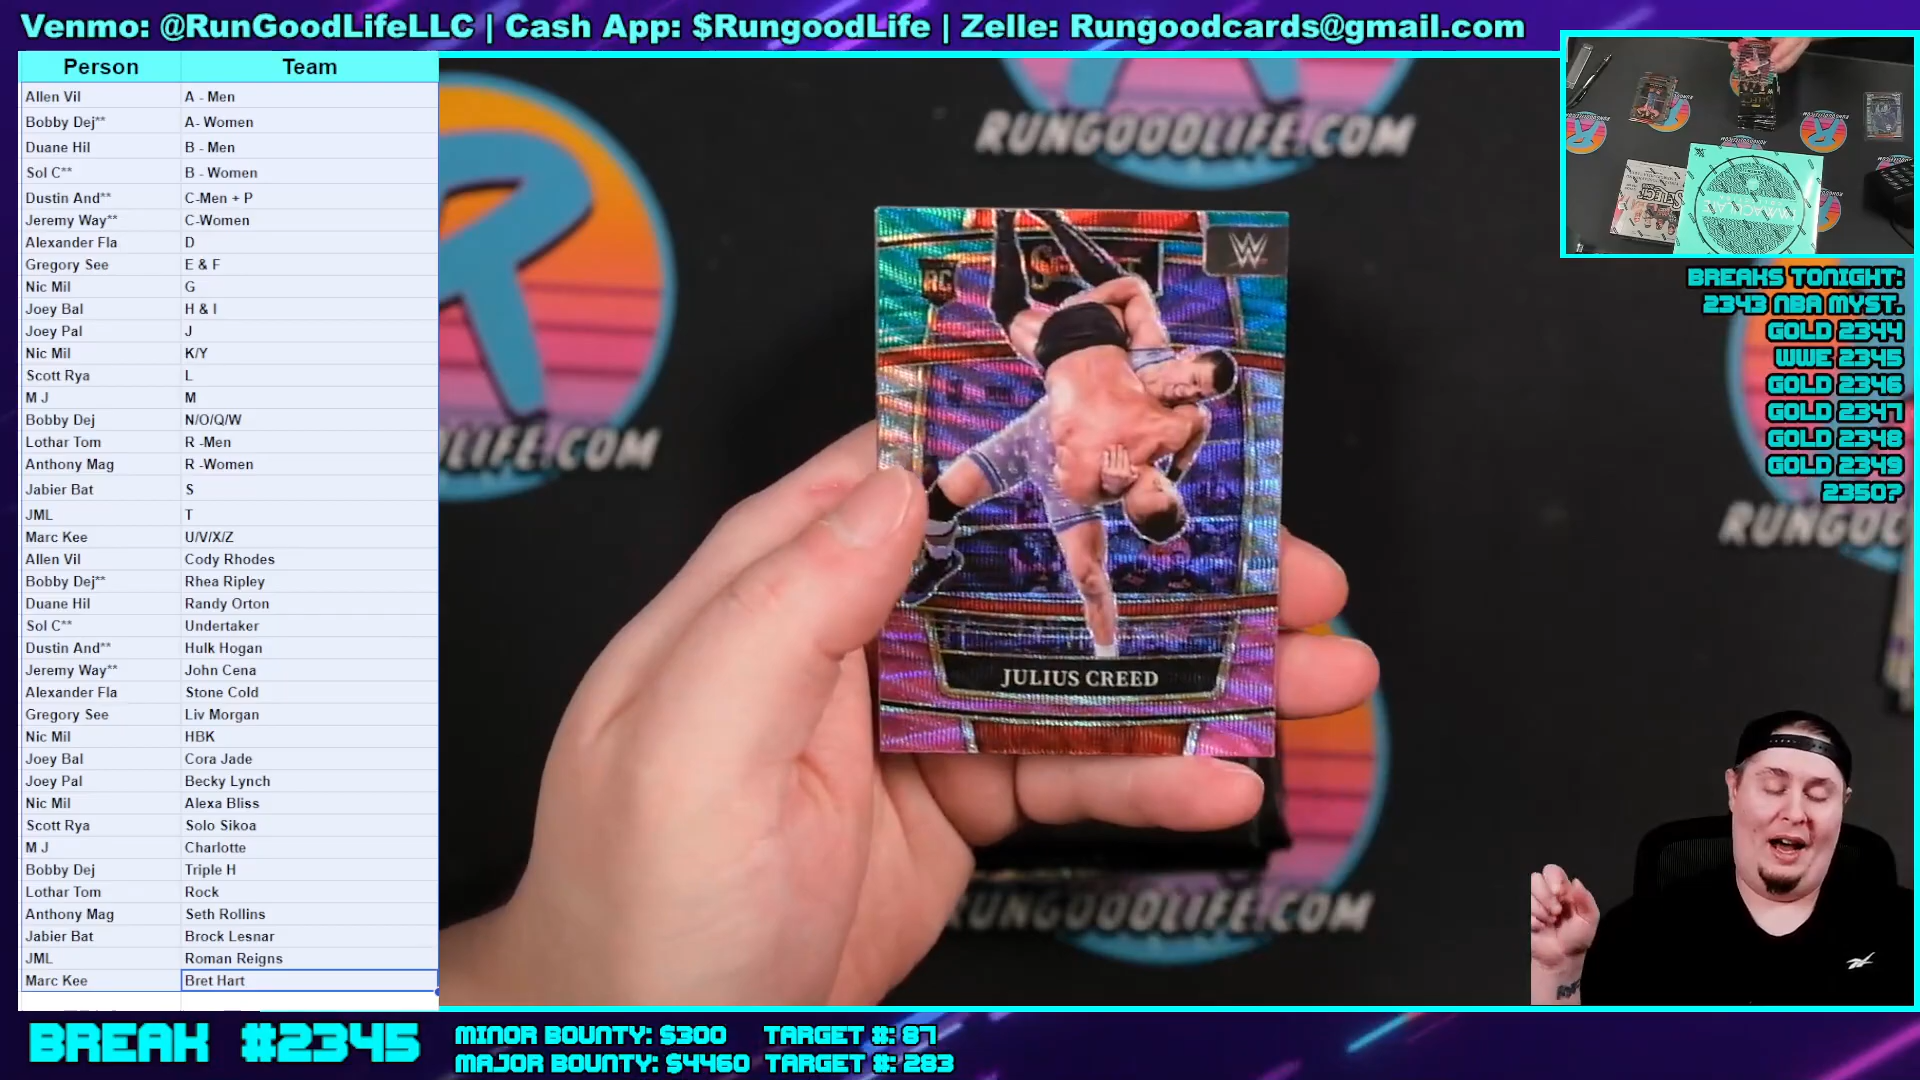 Venmo: @RunGoodLifeLLC | Cash App: $RungoodLife | Zelle: Rungoodcards@gmail.com
Person Team
Allen Vil A - Men
Bobby Dej** A- Women
Duane Hil B - Men
Sol C** B - Women
Dustin And** C-Men + P
Jeremy Way** C-Women
Alexander Fla D
Gregory See E & F
Nic Mil G
Joey Bal H & I
Joey Pal J
Nic Mil K/Y
Scott Rya L
M J M
Bobby Dej N/O/Q/W
Lothar Tom R -Men
Anthony Mag R -Women
Jabier Bat S
JML T
Marc Kee U/V/X/Z
Allen Vil Cody Rhodes
Bobby Dej** Rhea Ripley
Duane Hil Randy Orton
Sol C** Undertaker
Dustin And** Hulk Hogan
Jeremy Way** John Cena
Alexander Fla Stone Cold
Gregory See Liv Morgan
Nic Mil HBK
Joey Bal Cora Jade
Joey Pal Becky Lynch
Nic Mil Alexa Bliss
Scott Rya Solo Sikoa
M J Charlotte
Bobby Dej Triple H
Lothar Tom Rock
Anthony Mag Seth Rollins
Jabier Bat Brock Lesnar
JML Roman Reigns
Marc Kee Bret Hart
RUNGOODLIFE.COM
LIFE.COM
RC
W
JULIUS CREED
RUNGOOC
RUNGOODLIFE.COM
SELECT
IMMACULATE
BREAKS TONIGHT:
2343 NBA MYST.
GOLD 2344
WWE 2345
GOLD 2346
GOLD 2347
GOLD 2348
GOLD 2349
2350?
BREAK #2345
MINOR BOUNTY: $300 TARGET #: 87
MAJOR BOUNTY: $4460 TARGET #: 283